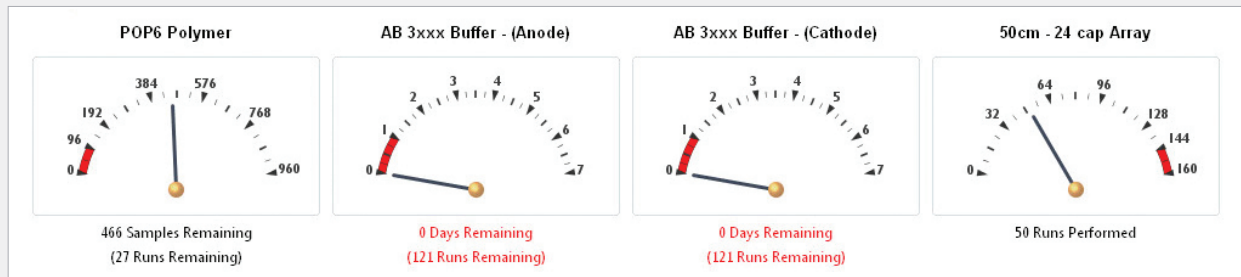 POP6 Polymer
0
96
192
384
576
768
960
466 Samples Remaining
(27 Runs Remaining)
AB 3xxx Buffer - (Anode)
0
1
2
3
4
5
6
7
0 Days Remaining
(121 Runs Remaining)
AB 3xxx Buffer - (Cathode)
0
1
2
3
4
5
6
7
0 Days Remaining
(121 Runs Remaining)
50cm - 24 cap Array
0
32
64
96
128
144
160
50 Runs Performed